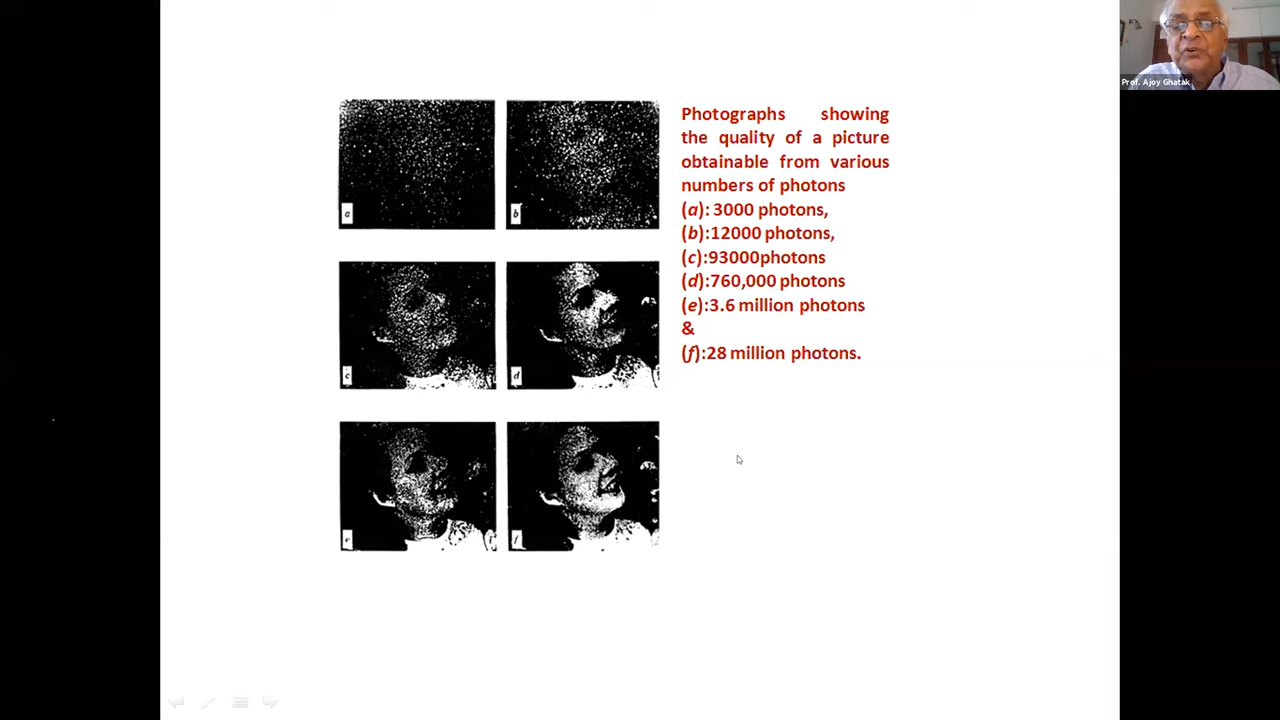 Prof. Ajoy Ghatak
Photographs showing
the quality of a picture
obtainable from various
numbers of photons
(a): 3000 photons,
(b):12000 photons,
(c):93000photons
(d):760,000 photons
(e):3.6 million photons
&
(f):28 million photons.
a
b
c
d
e
f